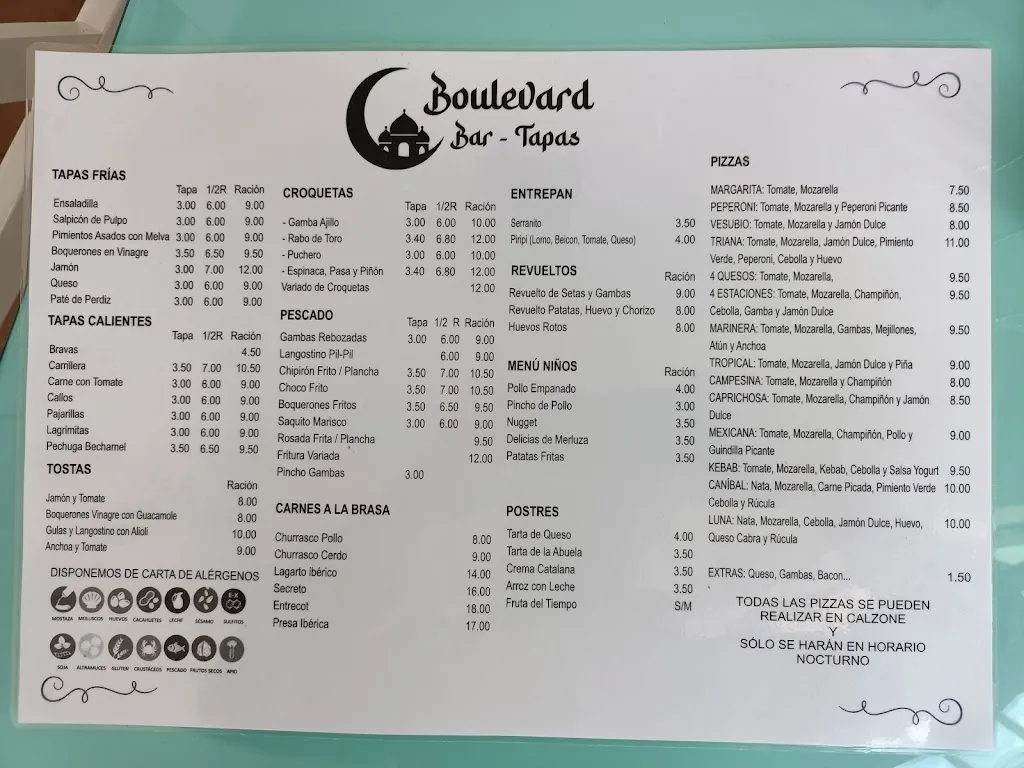 Boulevard
Bar - Tapas
TAPAS FRÍAS
Tapa 1/2R Ración
Ensaladilla 3.00 6.00 9.00
Salpicón de Pulpo 3.00 6.00 9.00
Pimientos Asados con Melva 3.00 6.00 9.00
Boquerones en Vinagre 3.50 6.50 9.50
Jamón 3.00 7.00 12.00
Queso 3.00 6.00 9.00
Paté de Perdiz 3.00 6.00 9.00
TAPAS CALIENTES
Tapa 1/2R Ración
Bravas 4.50
Carrillera 3.50 7.00 10.50
Carne con Tomate 3.00 6.00 9.00
Callos 3.00 6.00 9.00
Pajarillas 3.00 6.00 9.00
Lagrimitas 3.00 6.00 9.00
Pechuga Bechamel 3.50 6.50 9.50
TOSTAS
Ración
Jamón y Tomate 8.00
Boquerones Vinagre con Guacamole 8.00
Gulas y Langostino con Alioli 10.00
Anchoa y Tomate 9.00
DISPONEMOS DE CARTA DE ALÉRGENOS
E-X
MOSTAZA MOLUSCOS HUEVOS CACAHUETES LECHE SÉSAMO SULFITOS
SOJA ALTRAMUCES GLUTEN CRUSTÁCEOS PESCADO FRUTOS SECOS APIO
CROQUETAS
Tapa 1/2R Ración
- Gamba Ajillo 3.00 6.00 10.00
- Rabo de Toro 3.40 6.80 12.00
- Puchero 3.00 6.00 10.00
- Espinaca, Pasa y Piñón 3.40 6.80 12.00
Variado de Croquetas 12.00
PESCADO
Tapa 1/2 R Ración
Gambas Rebozadas 3.00 6.00 9.00
Langostino Pil-Pil 6.00 9.00
Chipirón Frito / Plancha 3.50 7.00 10.50
Choco Frito 3.50 7.00 10.50
Boquerones Fritos 3.50 6.50 9.50
Saquito Marisco 3.00 6.00 9.00
Rosada Frita / Plancha 9.50
Fritura Variada 12.00
Pincho Gambas 3.00
CARNES A LA BRASA
Churrasco Pollo 8.00
Churrasco Cerdo 9.00
Lagarto Ibérico 14.00
Secreto 16.00
Entrecot 18.00
Presa Ibérica 17.00
ENTREPAN
Serranito 3.50
Piripi (Lomo, Beicon, Tomate, Queso) 4.00
REVUELTOS
Ración
Revuelto de Setas y Gambas 9.00
Revuelto Patatas, Huevo y Chorizo 8.00
Huevos Rotos 8.00
MENÚ NIÑOS
Ración
Pollo Empanado 4.00
Pincho de Pollo 3.00
Nugget 3.50
Delicias de Merluza 3.50
Patatas Fritas 3.50
POSTRES
Tarta de Queso 4.00
Tarta de la Abuela 3.50
Crema Catalana 3.50
Arroz con Leche 3.50
Fruta del Tiempo S/M
PIZZAS
MARGARITA: Tomate, Mozarella 7.50
PEPERONI: Tomate, Mozarella y Peperoni Picante 8.50
VESUBIO: Tomate, Mozarella y Jamón Dulce 8.00
TRIANA: Tomate, Mozarella, Jamón Dulce, Pimiento 11.00
Verde, Peperoni, Cebolla y Huevo
4 QUESOS: Tomate, Mozarella, 9.50
4 ESTACIONES: Tomate, Mozarella, Champiñón, 9.50
Cebolla, Gamba y Jamón Dulce
MARINERA: Tomate, Mozarella, Gambas, Mejillones, 9.50
Atún y Anchoa
TROPICAL: Tomate, Mozarella, Jamón Dulce y Piña 9.00
CAMPESINA: Tomate, Mozarella y Champiñón 8.00
CAPRICHOSA: Tomate, Mozarella, Champiñón y Jamón 8.50
Dulce
MEXICANA: Tomate, Mozarella, Champiñón, Pollo y 9.00
Guindilla Picante
KEBAB: Tomate, Mozarella, Kebab, Cebolla y Salsa Yogurt 9.50
CANÍBAL: Nata, Mozarella, Carne Picada, Pimiento Verde 10.00
Cebolla y Rúcula
LUNA: Nata, Mozarella, Cebolla, Jamón Dulce, Huevo, 10.00
Queso Cabra y Rúcula
EXTRAS: Queso, Gambas, Bacon... 1.50
TODAS LAS PIZZAS SE PUEDEN
REALIZAR EN CALZONE
Y
SÓLO SE HARÁN EN HORARIO
NOCTURNO